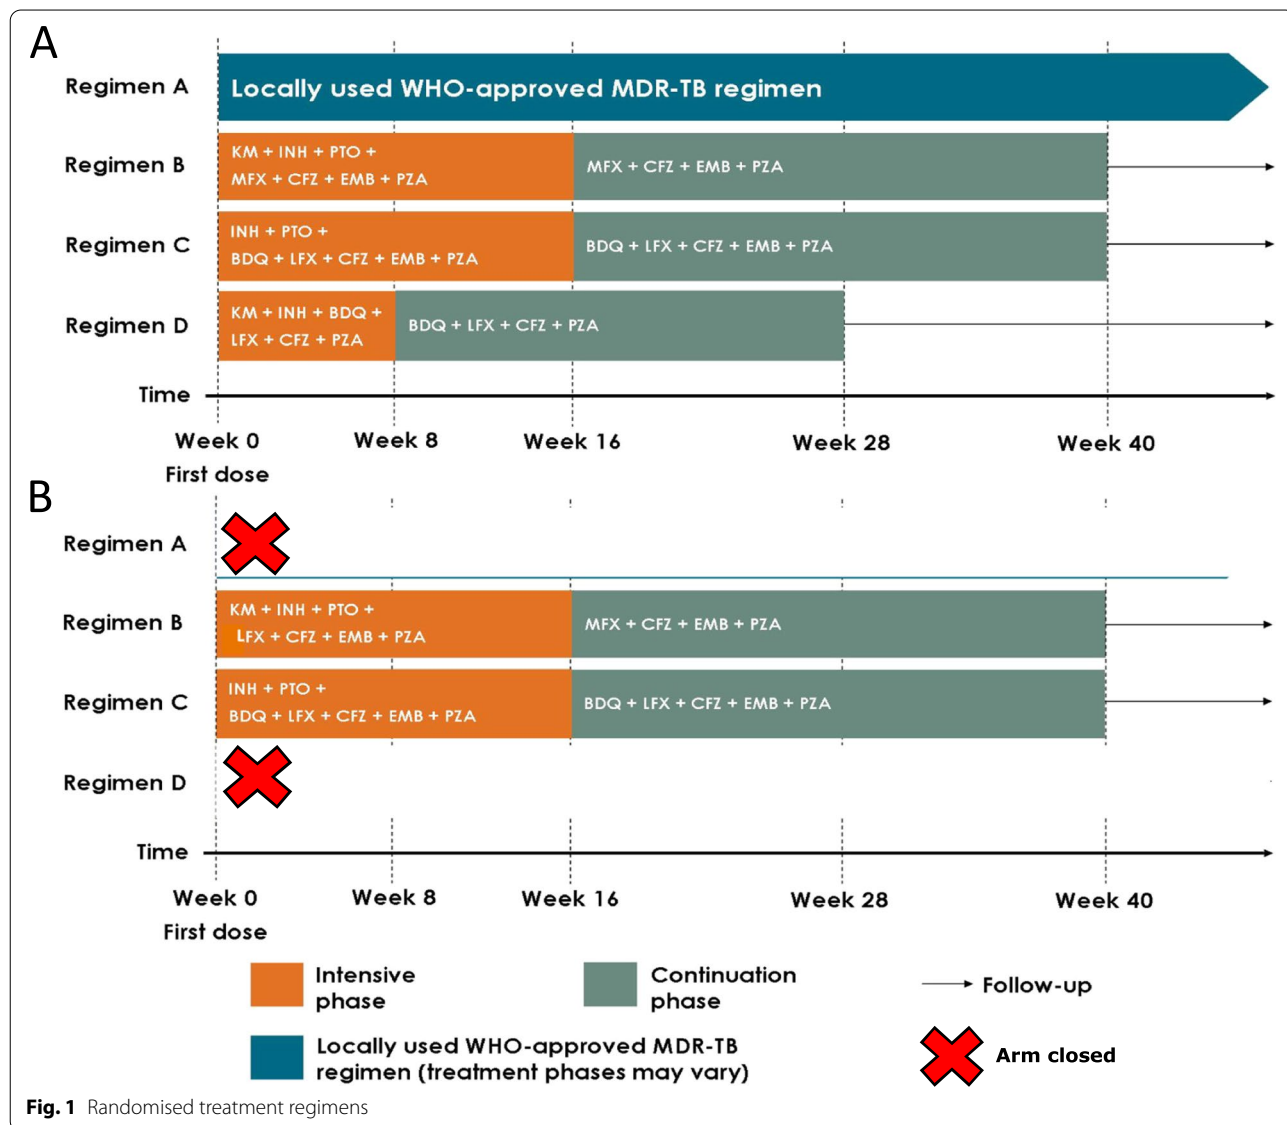 A
Regimen A
Locally used WHO-approved MDR-TB regimen
Regimen B
KM + INH + PTO +
MFX + CFZ + EMB + PZA
MFX + CFZ + EMB + PZA
Regimen C
INH + PTO +
BDQ + LFX + CFZ + EMB + PZA
BDQ + LFX + CFZ + EMB + PZA
Regimen D
KM + INH + BDQ +
LFX + CFZ + PZA
BDQ + LFX + CFZ + PZA
Time
Week 0
First dose
Week 8
Week 16
Week 28
Week 40
B
Regimen A
Regimen B
KM + INH + PTO +
LFX + CFZ + EMB + PZA
MFX + CFZ + EMB + PZA
Regimen C
INH + PTO +
BDQ + LFX + CFZ + EMB + PZA
BDQ + LFX + CFZ + EMB + PZA
Regimen D
Time
Week 0
First dose
Week 8
Week 16
Week 28
Week 40
Intensive
phase
Continuation
phase
Follow-up
Locally used WHO-approved MDR-TB
regimen (treatment phases may vary)
Arm closed
Fig. 1 Randomised treatment regimens